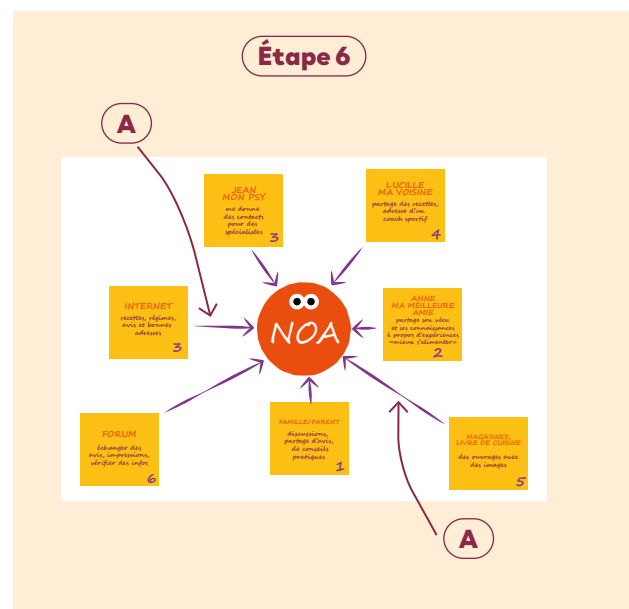 Étape 6
A
JEAN
MON PSY
me donne
des contacts
pour des
spécialistes
3
LUCILLE
MA VOISINE
partage des recettes,
adresse d'un
coach sportif
4
INTERNET
recettes, régimes,
avis et bonnes
adresses
3
NOA
ANNE
MA MEILLEURE
AMIE
partage son vécu
et ses connaissances
à propos d'expériences
«mieux s'alimenter»
2
FORUM
échanger des
avis, impressions,
vérifier des infos
6
FAMILLE/PARENT
discussions,
partage d'avis,
de conseils
pratiques
1
MAGASINES,
LIVRE DE CUISINE
des ouvrages avec
des images
5
A